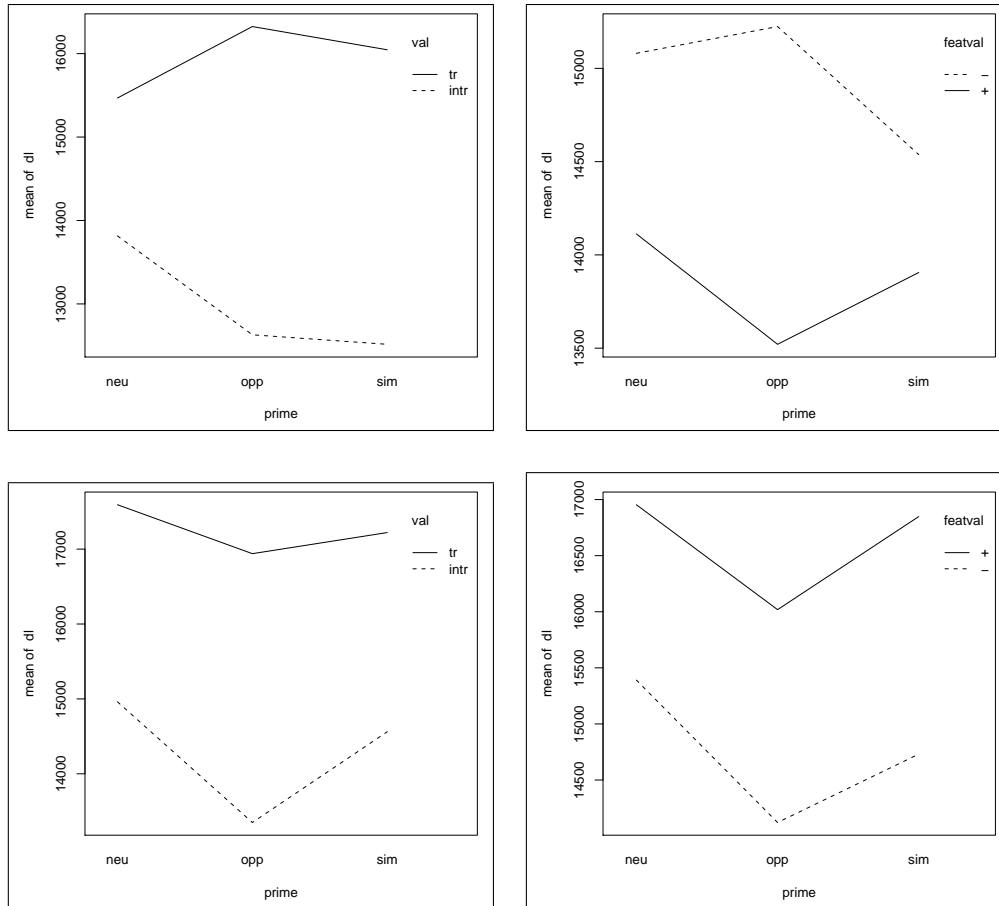 mean of dl
16000
15000
14000
13000
neu opp sim
prime
val
tr
intr
mean of dl
15000
14500
14000
13500
neu opp sim
prime
featval
–
+
mean of dl
17000
16000
15000
14000
neu opp sim
prime
val
tr
intr
mean of dl
17000
16500
16000
15500
15000
14500
neu opp sim
prime
featval
+
–